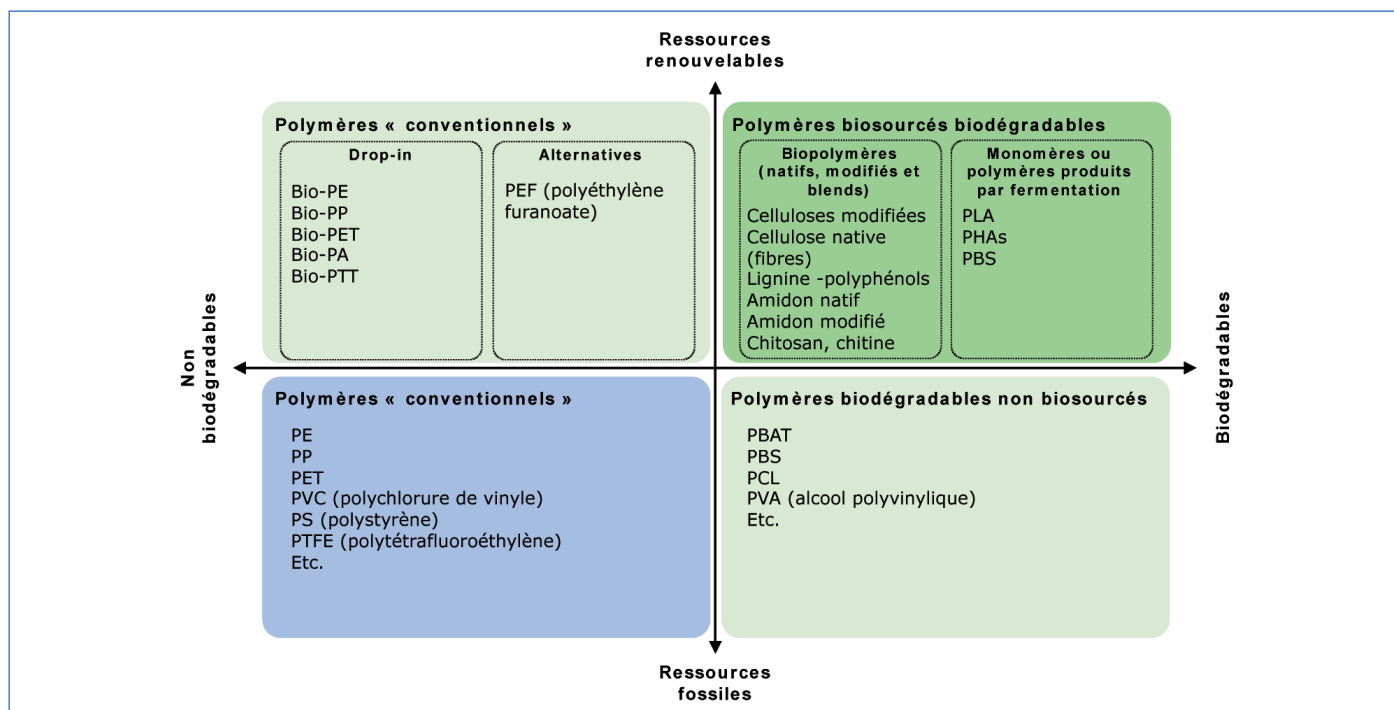 Ressources
renouvelables
Polymères « conventionnels »
Drop-in
Bio-PE
Bio-PP
Bio-PET
Bio-PA
Bio-PTT
Alternatives
PEF (polyéthylène
furanoate)
Polymères biosourcés biodégradables
Biopolymères
(natifs, modifiés et
blends)
Celluloses modifiées
Cellulose native
(fibres)
Lignine -polyphénols
Amidon natif
Amidon modifié
Chitosan, chitine
Monomères ou
polymères produits
par fermentation
PLA
PHAs
PBS
Non
biodégradables
Biodégradables
Polymères « conventionnels »
PE
PP
PET
PVC (polychlorure de vinyle)
PS (polystyrène)
PTFE (polytétrafluoroéthylène)
Etc.
Polymères biodégradables non biosourcés
PBAT
PBS
PCL
PVA (alcool polyvinylique)
Etc.
Ressources
fossiles